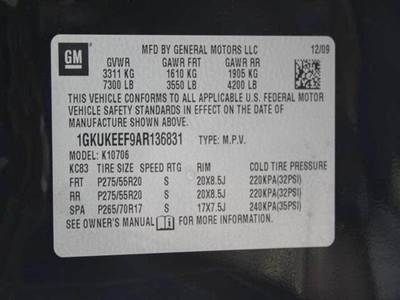 GM
MFD BY GENERAL MOTORS LLC 12/09
GVWR GAWR FRT GAWR RR
3311 KG 1610 KG 1905 KG
7300 LB 3550 LB 4200 LB
THIS VEHICLE CONFORMS TO ALL APPLICABLE U.S. FEDERAL MOTOR
VEHICLE SAFETY STANDARDS IN EFFECT ON THE DATE OF
MANUFACTURE SHOWN ABOVE.
1GKUKEEF9AR136831 TYPE: M.P.V.
MODEL: K10706
KC83 TIRE SIZE SPEED RTG RIM COLD TIRE PRESSURE
FRT P275/55R20 S 20X8.5J 220KPA(32PSI)
RR P275/55R20 S 20X8.5J 220KPA(32PSI)
SPA P265/70R17 S 17X7.5J 240KPA(35PSI)
SEE OWNER'S MANUAL FOR MORE INFORMATION.